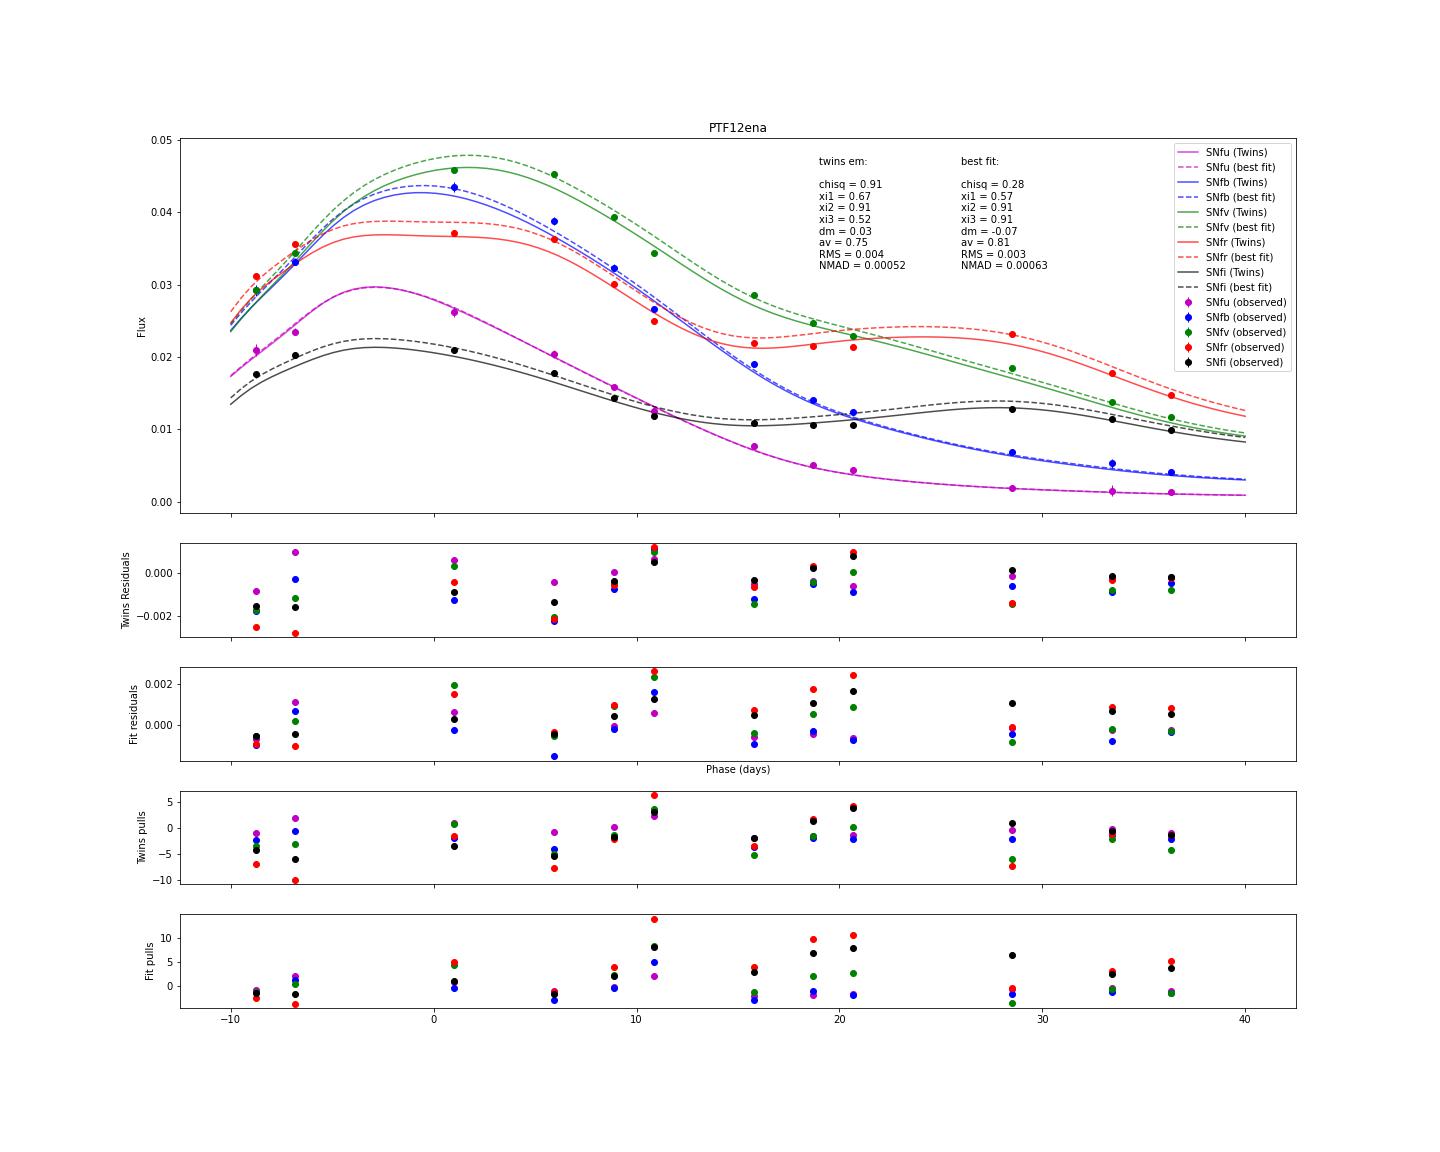 PTF12ena
0.05
0.04
0.03
0.02
0.01
0.00
Flux
twins em:
chisq = 0.91
xi1 = 0.67
xi2 = 0.91
xi3 = 0.52
dm = 0.03
av = 0.75
RMS = 0.004
NMAD = 0.00052
best fit:
chisq = 0.28
xi1 = 0.57
xi2 = 0.91
xi3 = 0.91
dm = -0.07
av = 0.81
RMS = 0.003
NMAD = 0.00063
SNfu (Twins)
SNfu (best fit)
SNfb (Twins)
SNfb (best fit)
SNfv (Twins)
SNfv (best fit)
SNfr (Twins)
SNfr (best fit)
SNfi (Twins)
SNfi (best fit)
SNfu (observed)
SNfb (observed)
SNfv (observed)
SNfr (observed)
SNfi (observed)
0.000
−0.002
Twins Residuals
0.002
0.000
Fit residuals
Phase (days)
5
0
−5
−10
Twins pulls
10
5
0
Fit pulls
−10
0
10
20
30
40